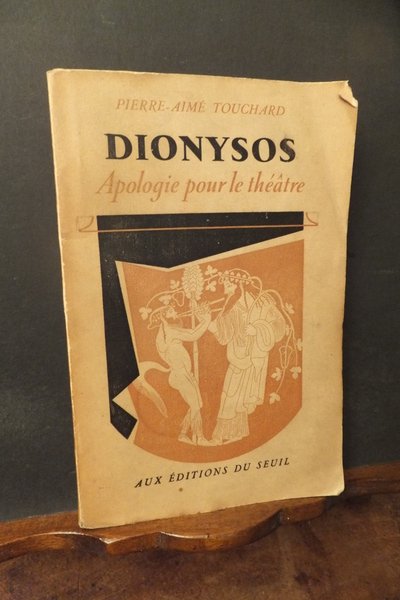 PIERRE-AIMÉ TOUCHARD
DIONYSOS
Apologie pour le théâtre
AUX ÉDITIONS DU SEUIL